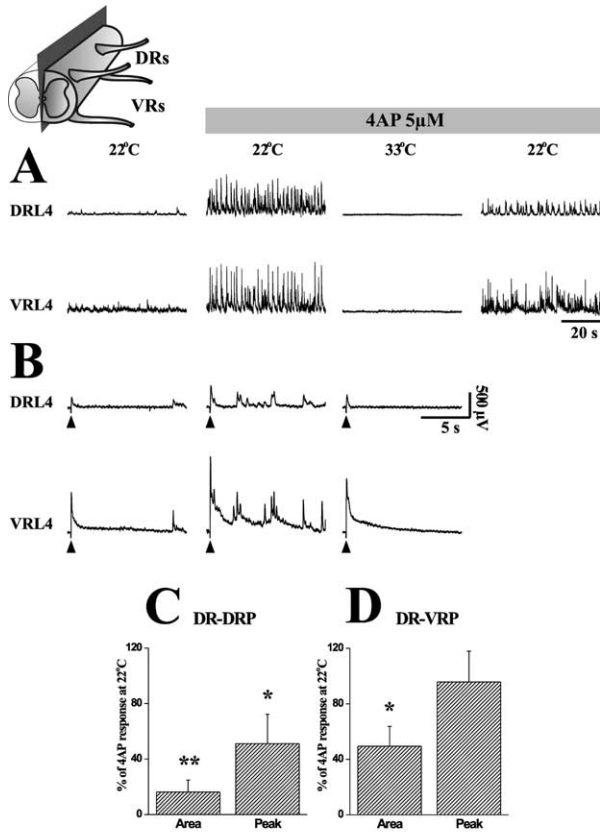 DRs
VRs
4AP 5µM
22°C 22°C 33°C 22°C
A
DRL4
VRL4
20 s
B
DRL4
500 µV
5 s
VRL4
C DR-DRP
D DR-VRP
% of 4AP response at 22°C
120
80
40
0
**
*
Area Peak
% of 4AP response at 22°C
120
80
40
0
*
Area Peak